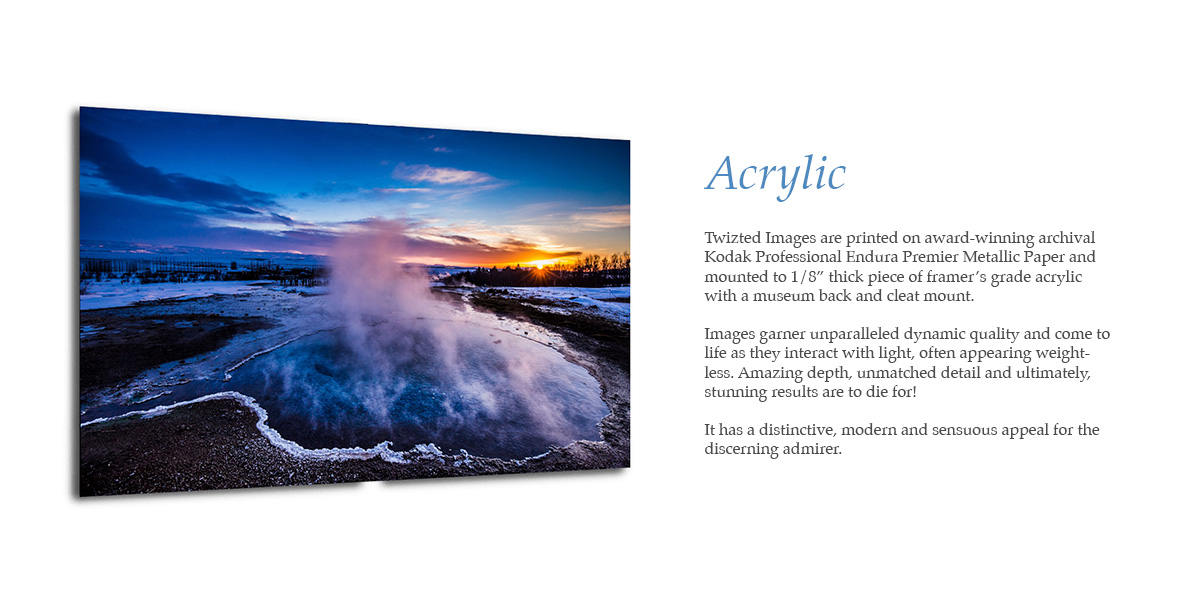 Acrylic
Twizted Images are printed on award-winning archival
Kodak Professional Endura Premier Metallic Paper and
mounted to 1/8” thick piece of framer’s grade acrylic
with a museum back and cleat mount.
Images garner unparalleled dynamic quality and come to
life as they interact with light, often appearing weight-
less. Amazing depth, unmatched detail and ultimately,
stunning results are to die for!
It has a distinctive, modern and sensuous appeal for the
discerning admirer.